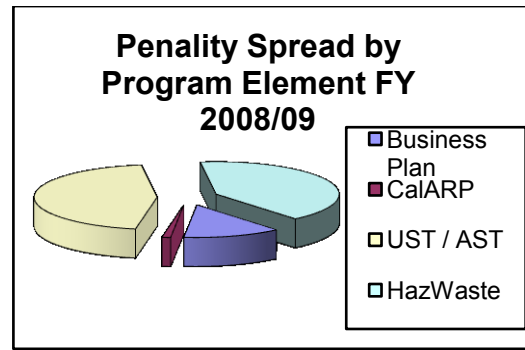 Penality Spread by
Program Element FY
2008/09
Business
Plan
CalARP
UST / AST
HazWaste